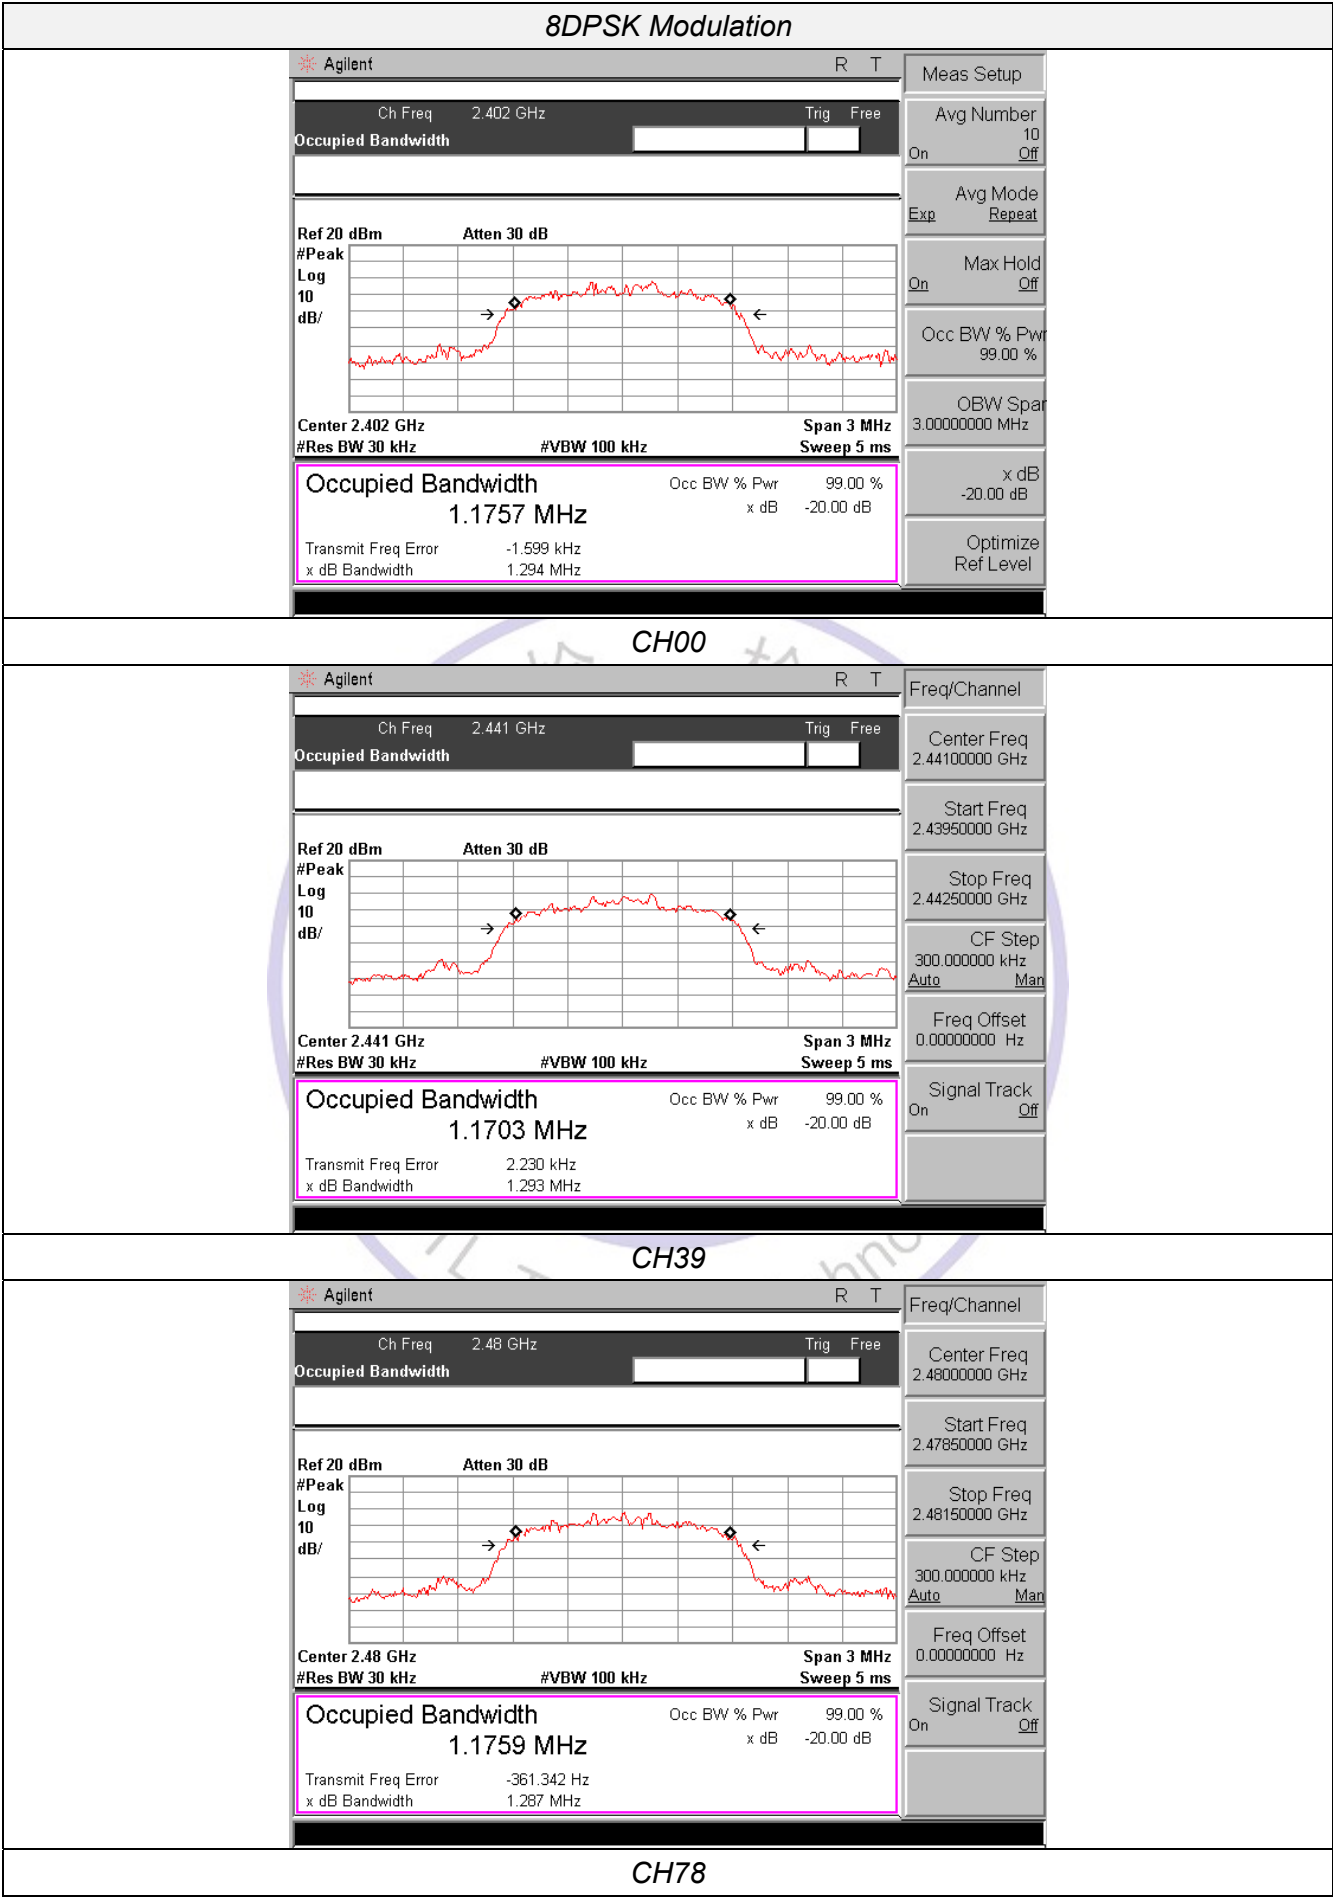 8DPSK Modulation
Agilent R T
Meas Setup
Ch Freq 2.402 GHz Trig Free
Occupied Bandwidth
Avg Number
10
On Off
Avg Mode
Exp Repeat
Max Hold
On Off
Occ BW % Pwr
99.00 %
OBW Span
3.00000000 MHz
x dB
-20.00 dB
Optimize
Ref Level
Ref 20 dBm Atten 30 dB
#Peak
Log
10
dB/
Center 2.402 GHz Span 3 MHz
#Res BW 30 kHz #VBW 100 kHz Sweep 5 ms
Occupied Bandwidth Occ BW % Pwr 99.00 %
1.1757 MHz x dB -20.00 dB
Transmit Freq Error -1.599 kHz
x dB Bandwidth 1.294 MHz
CH00
Agilent R T
Freq/Channel
Ch Freq 2.441 GHz Trig Free
Occupied Bandwidth
Center Freq
2.44100000 GHz
Start Freq
2.43950000 GHz
Stop Freq
2.44250000 GHz
CF Step
300.000000 kHz
Auto Man
Freq Offset
0.00000000 Hz
Signal Track
On Off
Ref 20 dBm Atten 30 dB
#Peak
Log
10
dB/
Center 2.441 GHz Span 3 MHz
#Res BW 30 kHz #VBW 100 kHz Sweep 5 ms
Occupied Bandwidth Occ BW % Pwr 99.00 %
1.1703 MHz x dB -20.00 dB
Transmit Freq Error 2.230 kHz
x dB Bandwidth 1.293 MHz
CH39
Agilent R T
Freq/Channel
Ch Freq 2.48 GHz Trig Free
Occupied Bandwidth
Center Freq
2.48000000 GHz
Start Freq
2.47850000 GHz
Stop Freq
2.48150000 GHz
CF Step
300.000000 kHz
Auto Man
Freq Offset
0.00000000 Hz
Signal Track
On Off
Ref 20 dBm Atten 30 dB
#Peak
Log
10
dB/
Center 2.48 GHz Span 3 MHz
#Res BW 30 kHz #VBW 100 kHz Sweep 5 ms
Occupied Bandwidth Occ BW % Pwr 99.00 %
1.1759 MHz x dB -20.00 dB
Transmit Freq Error -361.342 Hz
x dB Bandwidth 1.287 MHz
CH78